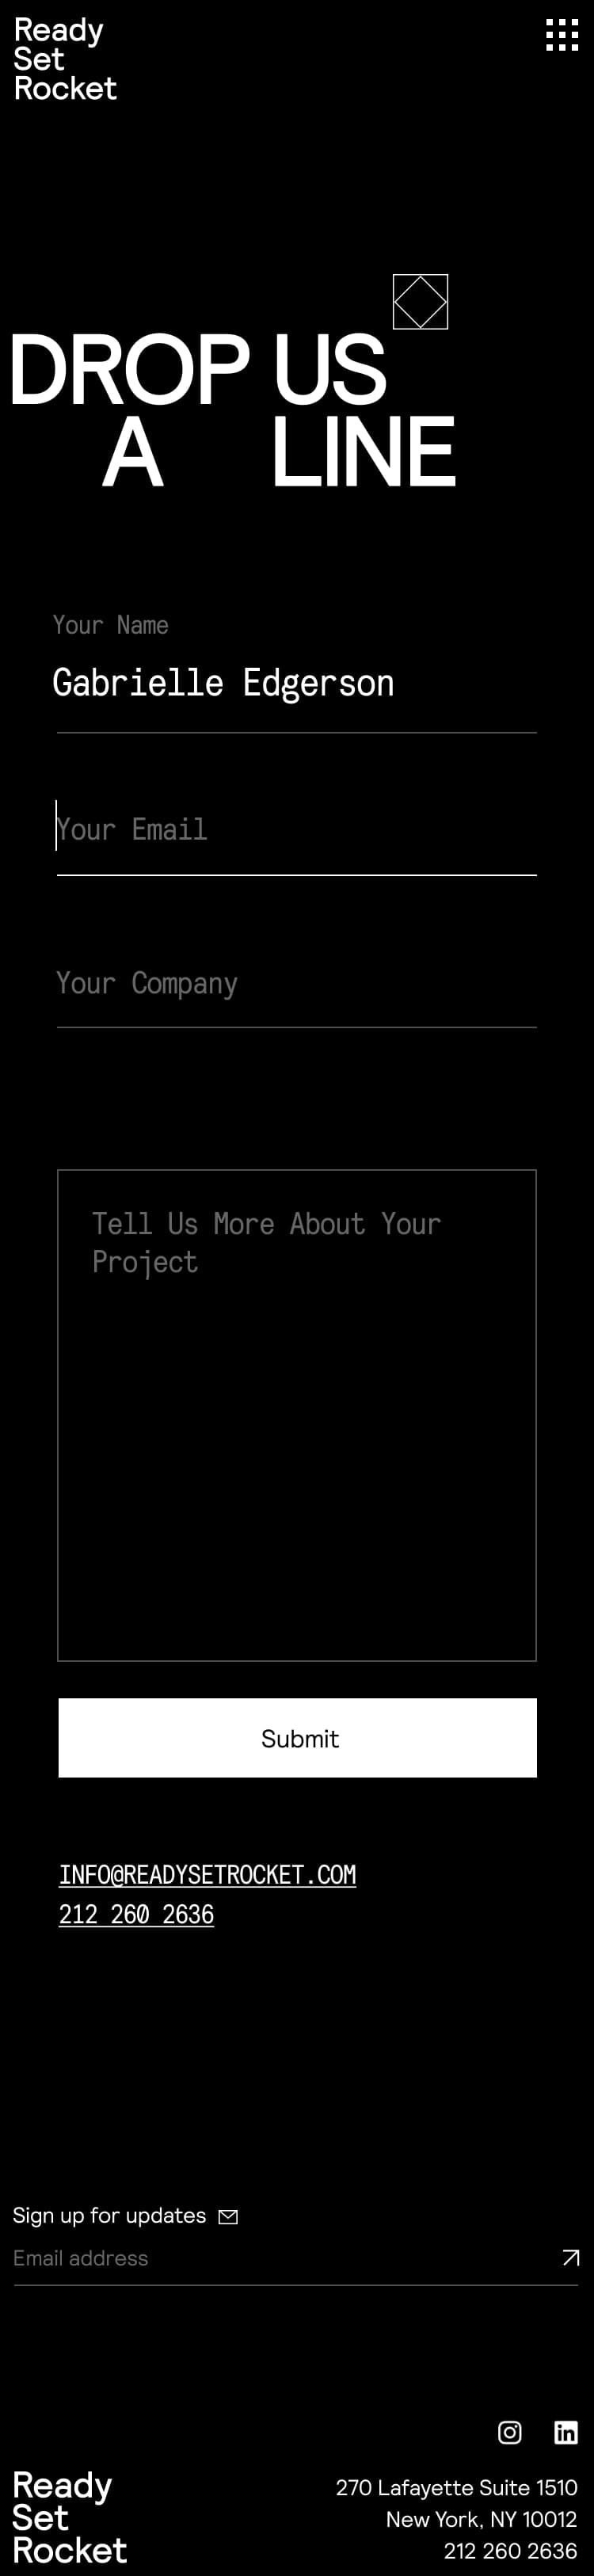 Ready
Set
Rocket
DROP US
A LINE
Your Name
Gabrielle Edgerson
Your Email
Your Company
Tell Us More About Your
Project
Submit
INFO@READYSETROCKET.COM
212 260 2636
Sign up for updates
Email address
Ready
Set
Rocket
270 Lafayette Suite 1510
New York, NY 10012
212 260 2636